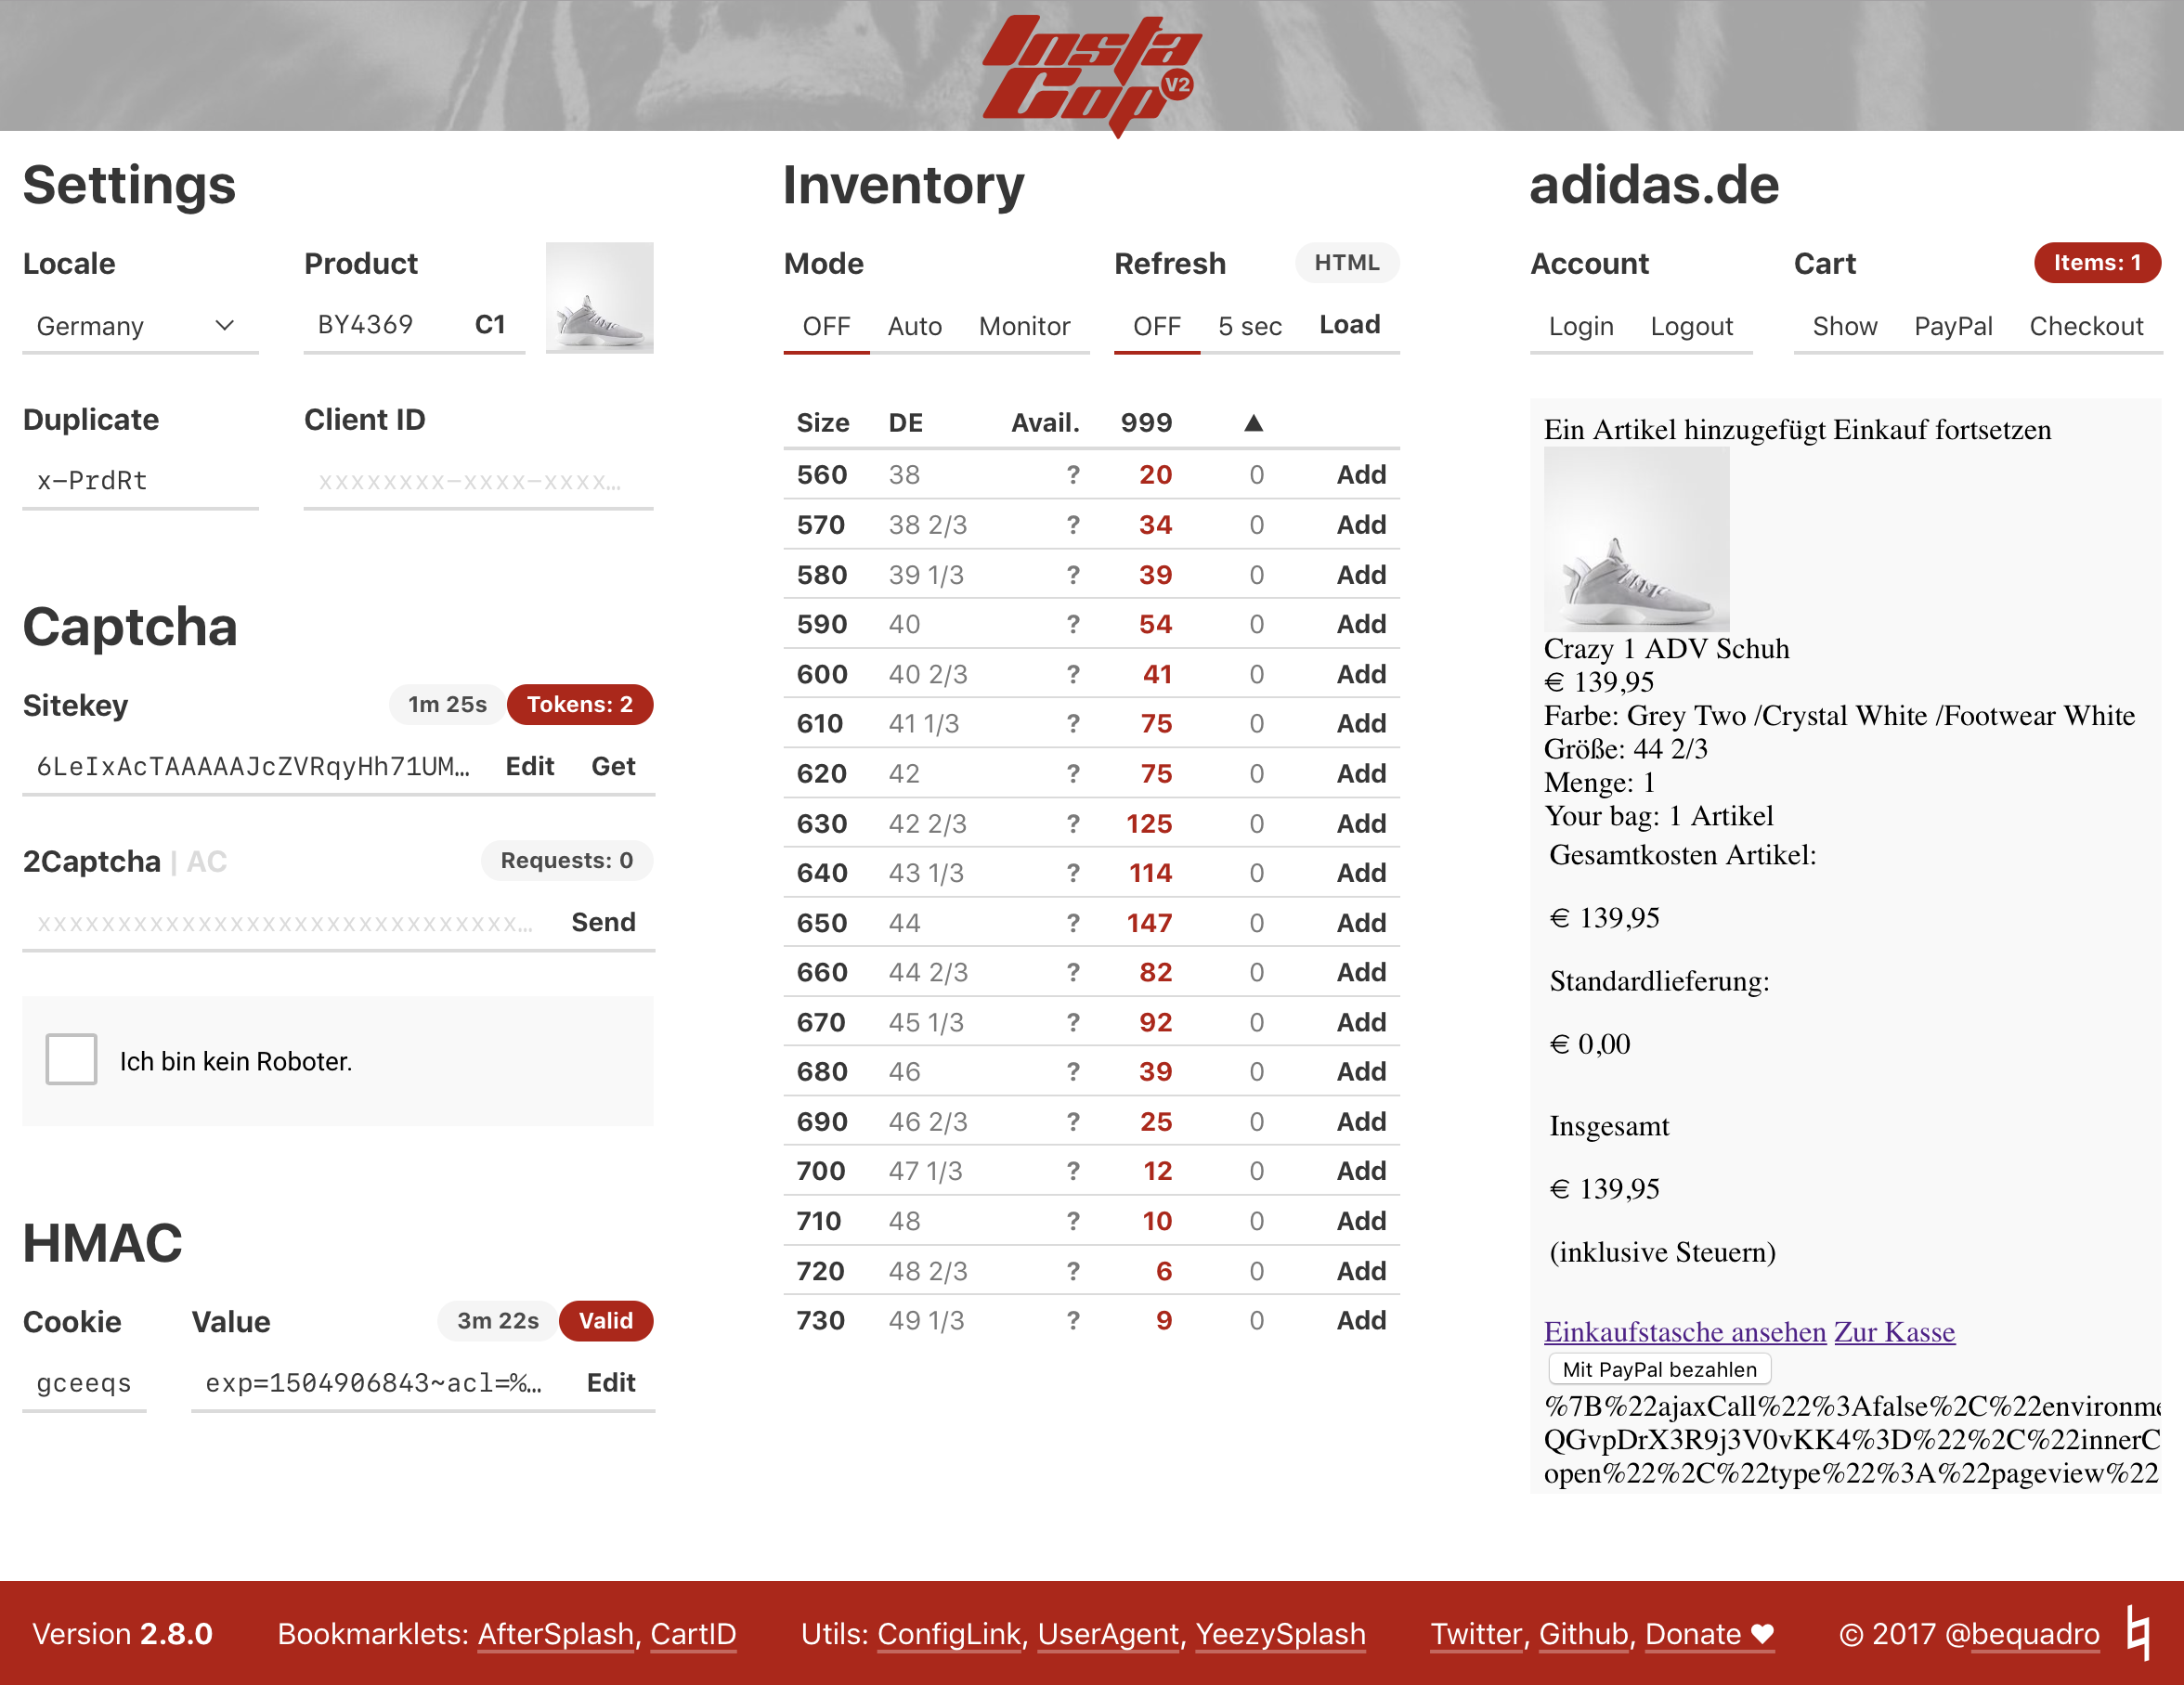 Insta
Cop V2
Settings
Locale
Product
Germany
BY4369 C1
Duplicate
Client ID
x-PrdRt
xxxxxxxx-xxxx-xxxx…
Captcha
Sitekey 1m 25s Tokens: 2
6LeIxAcTAAAAAJcZVRqyHh71UM… Edit Get
2Captcha | AC Requests: 0
xxxxxxxxxxxxxxxxxxxxxxxxxxxxxx… Send
Ich bin kein Roboter.
HMAC
Cookie Value 3m 22s Valid
gceeqs exp=1504906843~acl=%… Edit
Inventory
Mode Refresh HTML
OFF Auto Monitor OFF 5 sec Load
Size DE Avail. 999 ▲
560 38 ? 20 0 Add
570 38 2/3 ? 34 0 Add
580 39 1/3 ? 39 0 Add
590 40 ? 54 0 Add
600 40 2/3 ? 41 0 Add
610 41 1/3 ? 75 0 Add
620 42 ? 75 0 Add
630 42 2/3 ? 125 0 Add
640 43 1/3 ? 114 0 Add
650 44 ? 147 0 Add
660 44 2/3 ? 82 0 Add
670 45 1/3 ? 92 0 Add
680 46 ? 39 0 Add
690 46 2/3 ? 25 0 Add
700 47 1/3 ? 12 0 Add
710 48 ? 10 0 Add
720 48 2/3 ? 6 0 Add
730 49 1/3 ? 9 0 Add
adidas.de
Account Cart Items: 1
Login Logout Show PayPal Checkout
Ein Artikel hinzugefügt Einkauf fortsetzen
Crazy 1 ADV Schuh
€ 139,95
Farbe: Grey Two /Crystal White /Footwear White
Größe: 44 2/3
Menge: 1
Your bag: 1 Artikel
Gesamtkosten Artikel:
€ 139,95
Standardlieferung:
€ 0,00
Insgesamt
€ 139,95
(inklusive Steuern)
Einkaufstasche ansehen Zur Kasse
Mit PayPal bezahlen
%7B%22ajaxCall%22%3Afalse%2C%22environme
QGvpDrX3R9j3V0vKK4%3D%22%2C%22innerC
open%22%2C%22type%22%3A%22pageview%22
Version 2.8.0 Bookmarklets: AfterSplash, CartID Utils: ConfigLink, UserAgent, YeezySplash Twitter, Github, Donate ♥ © 2017 @bequadro